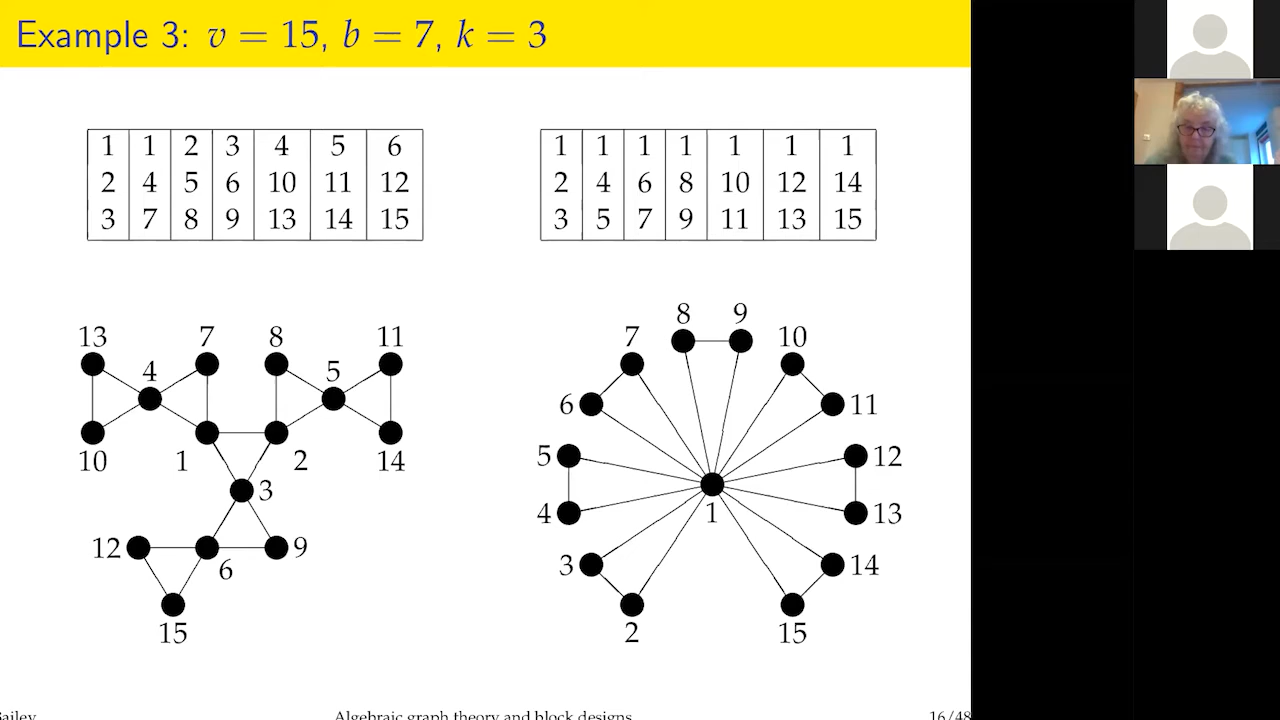 Example 3: v = 15, b = 7, k = 3
1 1 2 3 4 5 6
2 4 5 6 10 11 12
3 7 8 9 13 14 15
1 1 1 1 1 1 1
2 4 6 8 10 12 14
3 5 7 9 11 13 15
13 7 8 11
4 5
10 1 2 14
3
12 6 9
15
8 9
7 10
6 11
5 12
1
4 13
3 14
2 15
Bailey Algebraic graph theory and block designs 16/48